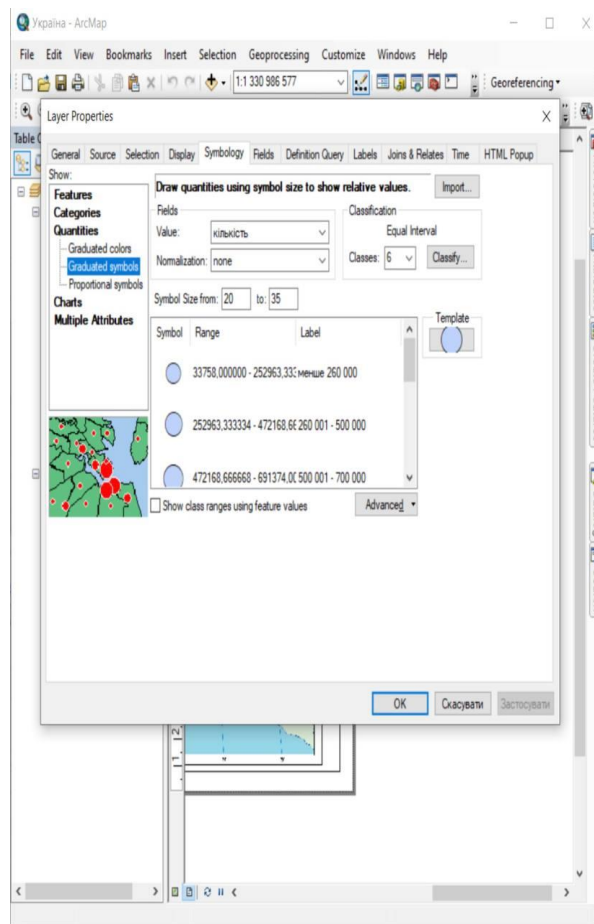 Україна - ArcMap
File Edit View Bookmarks Insert Selection Geoprocessing Customize Windows Help
1:1 330 986 577 Georeferencing
Layer Properties
Table
General Source Selection Display Symbology Fields Definition Query Labels Joins & Relates Time HTML Popup
Show:
Features
Categories
Quantities
Graduated colors
Graduated symbols
Proportional symbols
Charts
Multiple Attributes
Draw quantities using symbol size to show relative values. Import...
Fields
Value: кількість
Normalization: none
Classification
Equal Interval
Classes: 6 Classify...
Symbol Size from: 20 to: 35
Symbol Range Label
Template
33758,000000 - 252963,333 менше 260 000
252963,333334 - 472168,66 260 001 - 500 000
472168,666668 - 691374,00 500 001 - 700 000
Show class ranges using feature values Advanced
OK Скасувати Застосувати